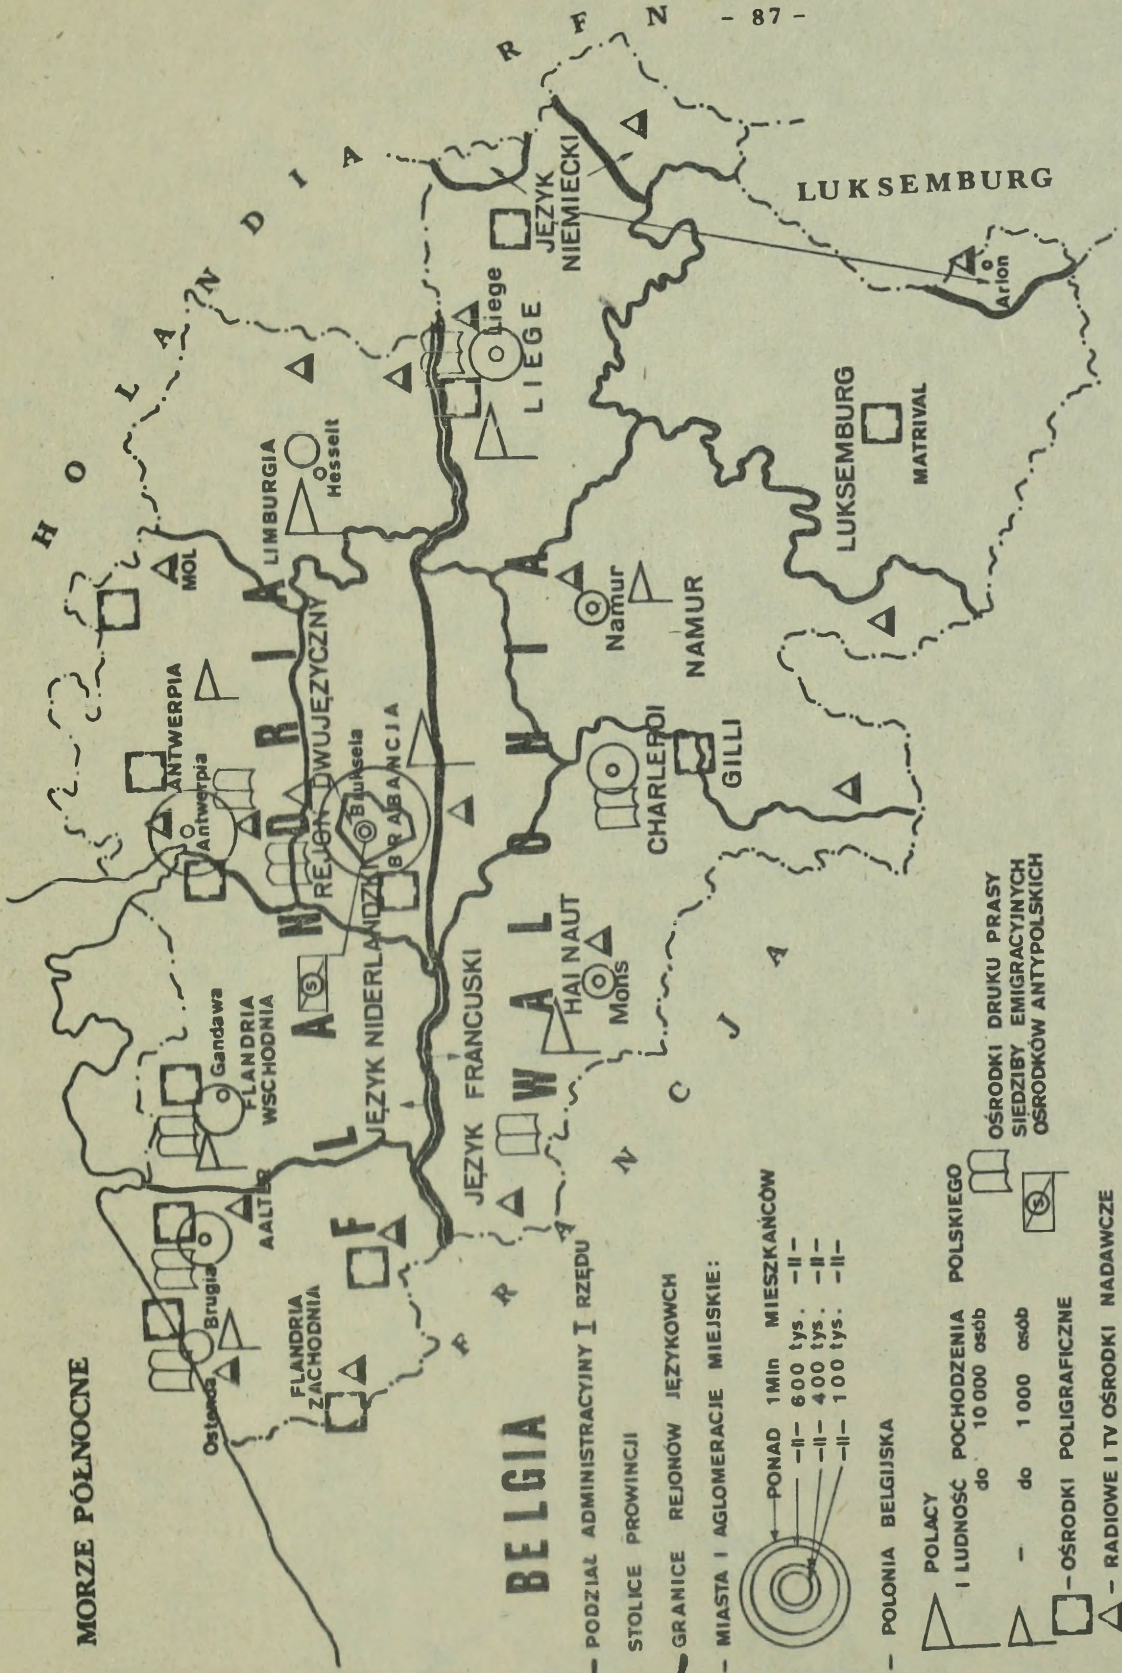 - 87 -
MORZE PÓŁNOCNE
H O L A N D I A
R E N
F R A N C J A
LUKSEMBURG
F L A N D R I A
W A L O N I A
Ostenda
Brugia
FLANDRIA
ZACHODNIA
AALTER
Gandawa
FLANDRIA
WSCHODNIA
ANTWERPIA
Antwerpia
MOL
LIMBURGIA
Hesselt
REJON DWUJĘZYCZNY
Bruksela
BRABANCJA
JĘZYK NIDERLANDZKI
JĘZYK FRANCUSKI
JĘZYK
NIEMIECKI
Liege
LIEGE
HAINAUT
Mons
CHARLEROI
GILLI
Namur
NAMUR
LUKSEMBURG
MATRIVAL
Arlon
BELGIA
- PODZIAŁ ADMINISTRACYJNY I RZĘDU
STOLICE PROWINCJI
GRANICE REJONÓW JĘZYKOWCH
- MIASTA I AGLOMERACJE MIEJSKIE:
PONAD 1Mln MIESZKAŃCÓW
-II- 600 tys. -II-
-II- 400 tys. -II-
-II- 100 tys. -II-
- POLONIA BELGIJSKA
POLACY
I LUDNOŚĆ POCHODZENIA POLSKIEGO
do 10 000 osób
- do 1 000 osób
- OŚRODKI POLIGRAFICZNE
- RADIOWE I TV OŚRODKI NADAWCZE
OŚRODKI DRUKU PRASY
SIEDZIBY EMIGRACYJNYCH
OŚRODKÓW ANTYPOLSKICH